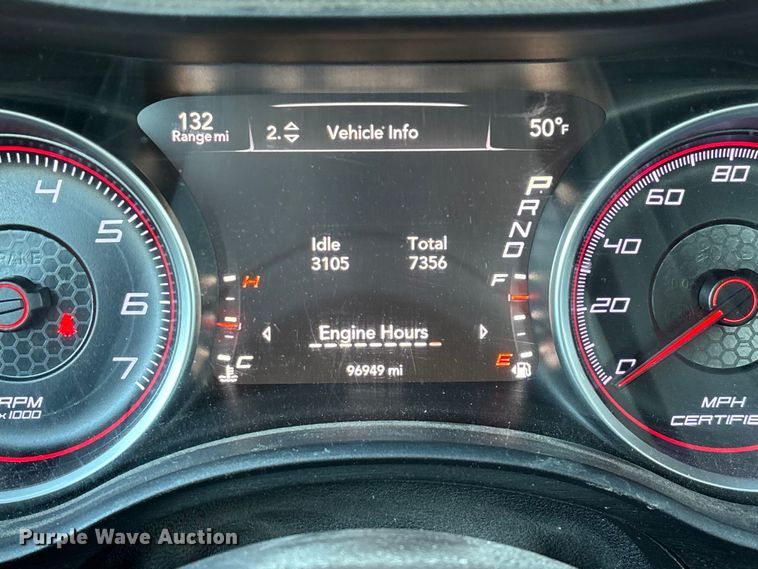 132
Range mi
2.
Vehicle Info
50°F
P
R
N
D
Idle
3105
Total
7356
H
C
F
E
Engine Hours
96949 mi
4
5
6
7
RPM
x1000
0
20
40
60
80
MPH
CERTIFIE
Purple Wave Auction®